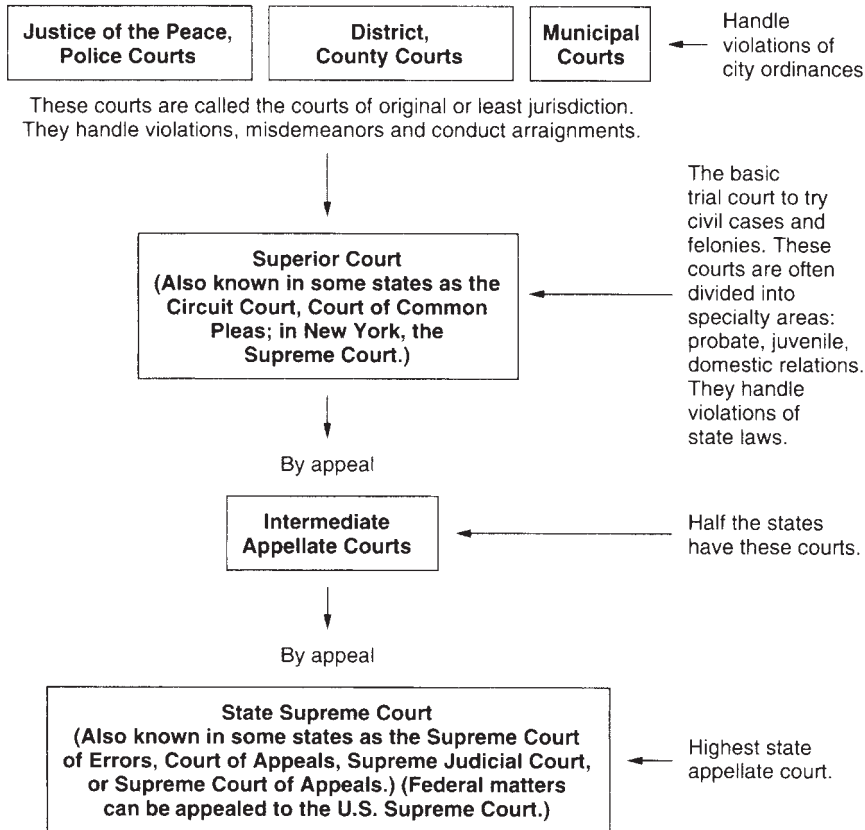 Justice of the Peace,
Police Courts
District,
County Courts
Municipal
Courts
Handle
violations of
city ordinances
These courts are called the courts of original or least jurisdiction.
They handle violations, misdemeanors and conduct arraignments.
The basic
trial court to try
civil cases and
felonies. These
courts are often
divided into
specialty areas:
probate, juvenile,
domestic relations.
They handle
violations of
state laws.
Superior Court
(Also known in some states as the
Circuit Court, Court of Common
Pleas; in New York, the
Supreme Court.)
By appeal
Intermediate
Appellate Courts
Half the states
have these courts.
By appeal
State Supreme Court
(Also known in some states as the Supreme Court
of Errors, Court of Appeals, Supreme Judicial Court,
or Supreme Court of Appeals.) (Federal matters
can be appealed to the U.S. Supreme Court.)
Highest state
appellate court.